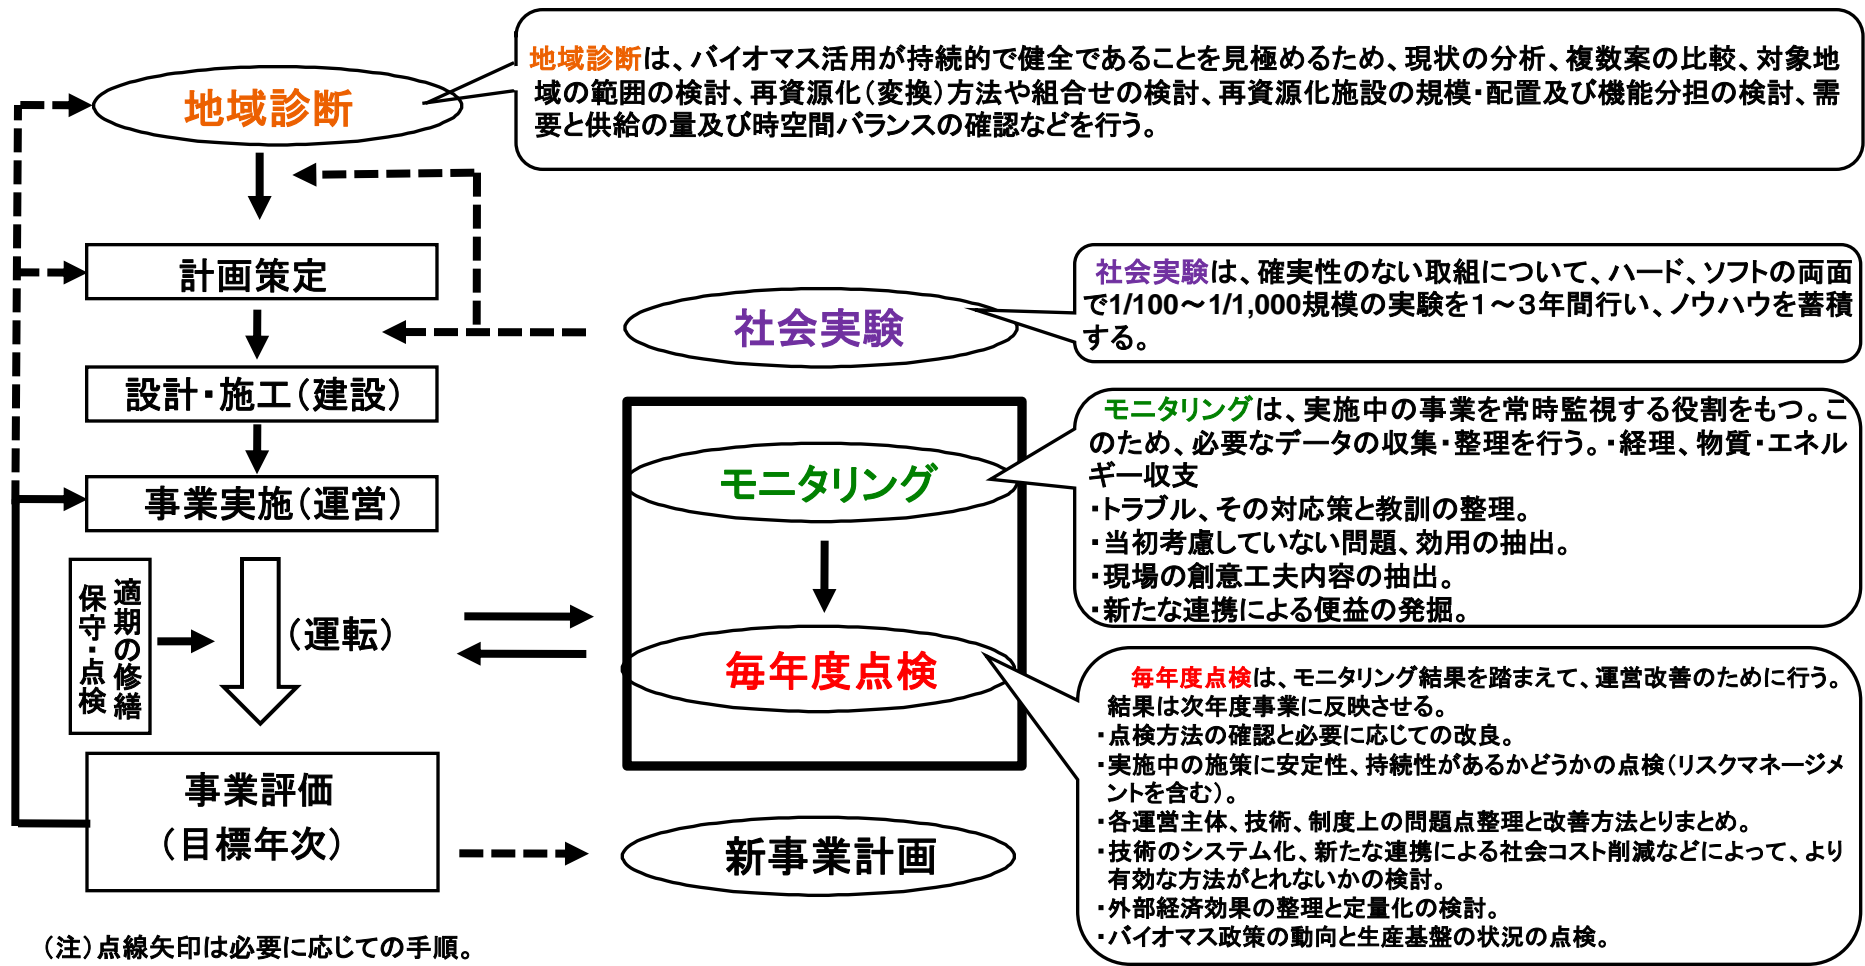 地域診断
地域診断は、バイオマス活用が持続的で健全であることを見極めるため、現状の分析、複数案の比較、対象地
域の範囲の検討、再資源化（変換）方法や組合せの検討、再資源化施設の規模・配置及び機能分担の検討、需
要と供給の量及び時空間バランスの確認などを行う。
計画策定
社会実験
社会実験は、確実性のない取組について、ハード、ソフトの両面
で1/100～1/1,000規模の実験を１～３年間行い、ノウハウを蓄積
する。
設計・施工（建設）
事業実施（運営）
モニタリング
モニタリングは、実施中の事業を常時監視する役割をもつ。こ
のため、必要なデータの収集・整理を行う。・経理、物質・エネル
ギー収支
・トラブル、その対応策と教訓の整理。
・当初考慮していない問題、効用の抽出。
・現場の創意工夫内容の抽出。
・新たな連携による便益の発掘。
適期の修繕
保守・点検
（運転）
毎年度点検
毎年度点検は、モニタリング結果を踏まえて、運営改善のために行う。
結果は次年度事業に反映させる。
・点検方法の確認と必要に応じての改良。
・実施中の施策に安定性、持続性があるかどうかの点検（リスクマネージメ
ントを含む）。
・各運営主体、技術、制度上の問題点整理と改善方法とりまとめ。
・技術のシステム化、新たな連携による社会コスト削減などによって、より
有効な方法がとれないかの検討。
・外部経済効果の整理と定量化の検討。
・バイオマス政策の動向と生産基盤の状況の点検。
事業評価
（目標年次）
新事業計画
（注）点線矢印は必要に応じての手順。